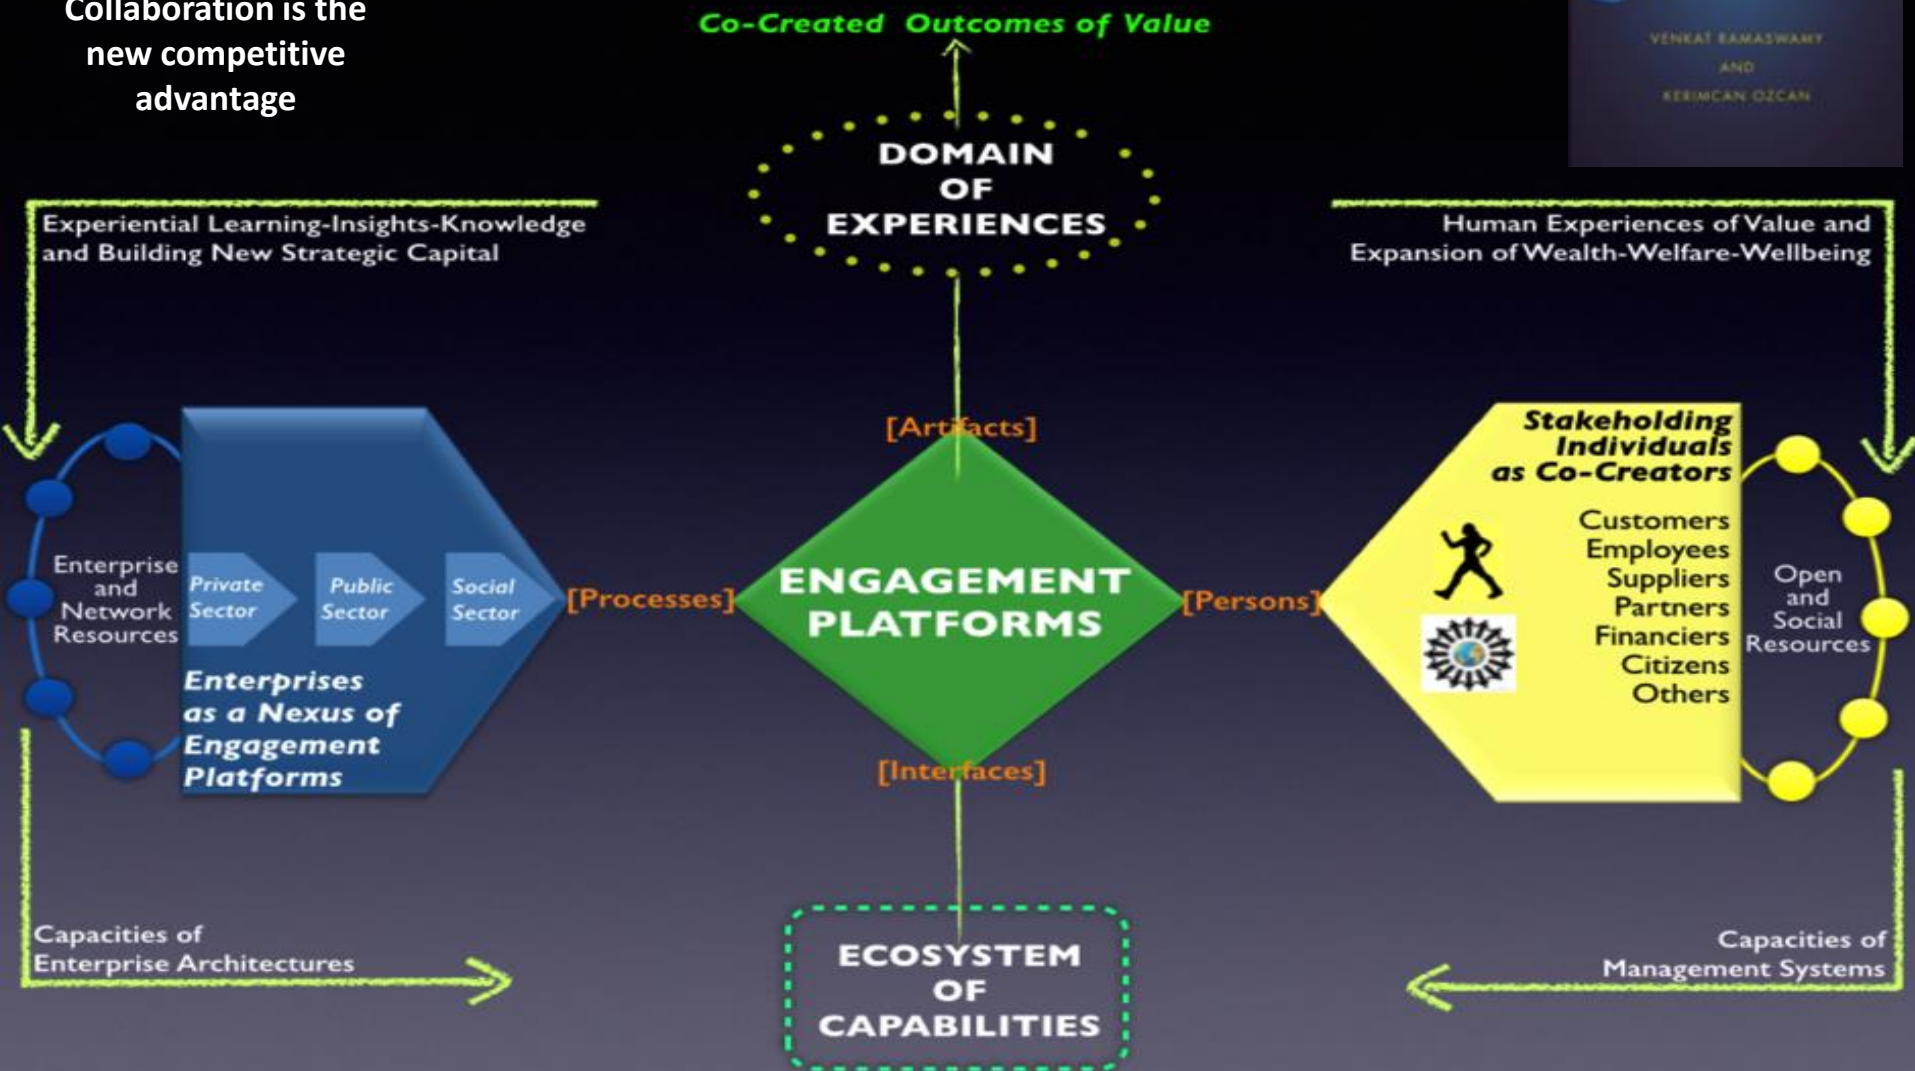 Collaboration is the
new competitive
advantage
Co-Created Outcomes of Value
VENKAT RAMASWAMY
AND
KERIMCAN OZCAN
DOMAIN
OF
EXPERIENCES
Experiential Learning-Insights-Knowledge
and Building New Strategic Capital
Human Experiences of Value and
Expansion of Wealth-Welfare-Wellbeing
[Artifacts]
Enterprise
and
Network
Resources
Private
Sector
Public
Sector
Social
Sector
Enterprises
as a Nexus of
Engagement
Platforms
[Processes]
ENGAGEMENT
PLATFORMS
[Persons]
Stakeholding
Individuals
as Co-Creators
Customers
Employees
Suppliers
Partners
Financiers
Citizens
Others
Open
and
Social
Resources
[Interfaces]
Capacities of
Enterprise Architectures
ECOSYSTEM
OF
CAPABILITIES
Capacities of
Management Systems